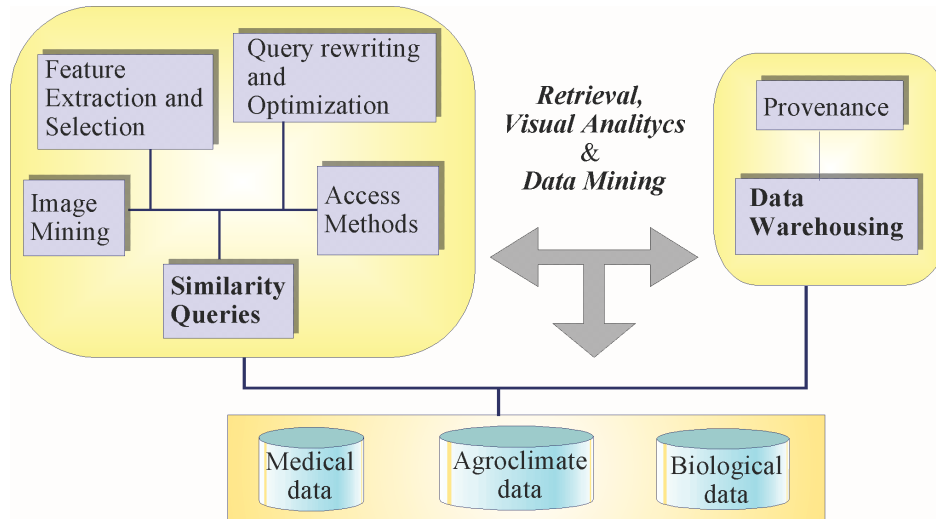 Feature
Extraction and
Selection
Query rewriting
and
Optimization
Image
Mining
Access
Methods
Similarity
Queries
Retrieval,
Visual Analitycs
&
Data Mining
Provenance
Data
Warehousing
Medical
data
Agroclimate
data
Biological
data